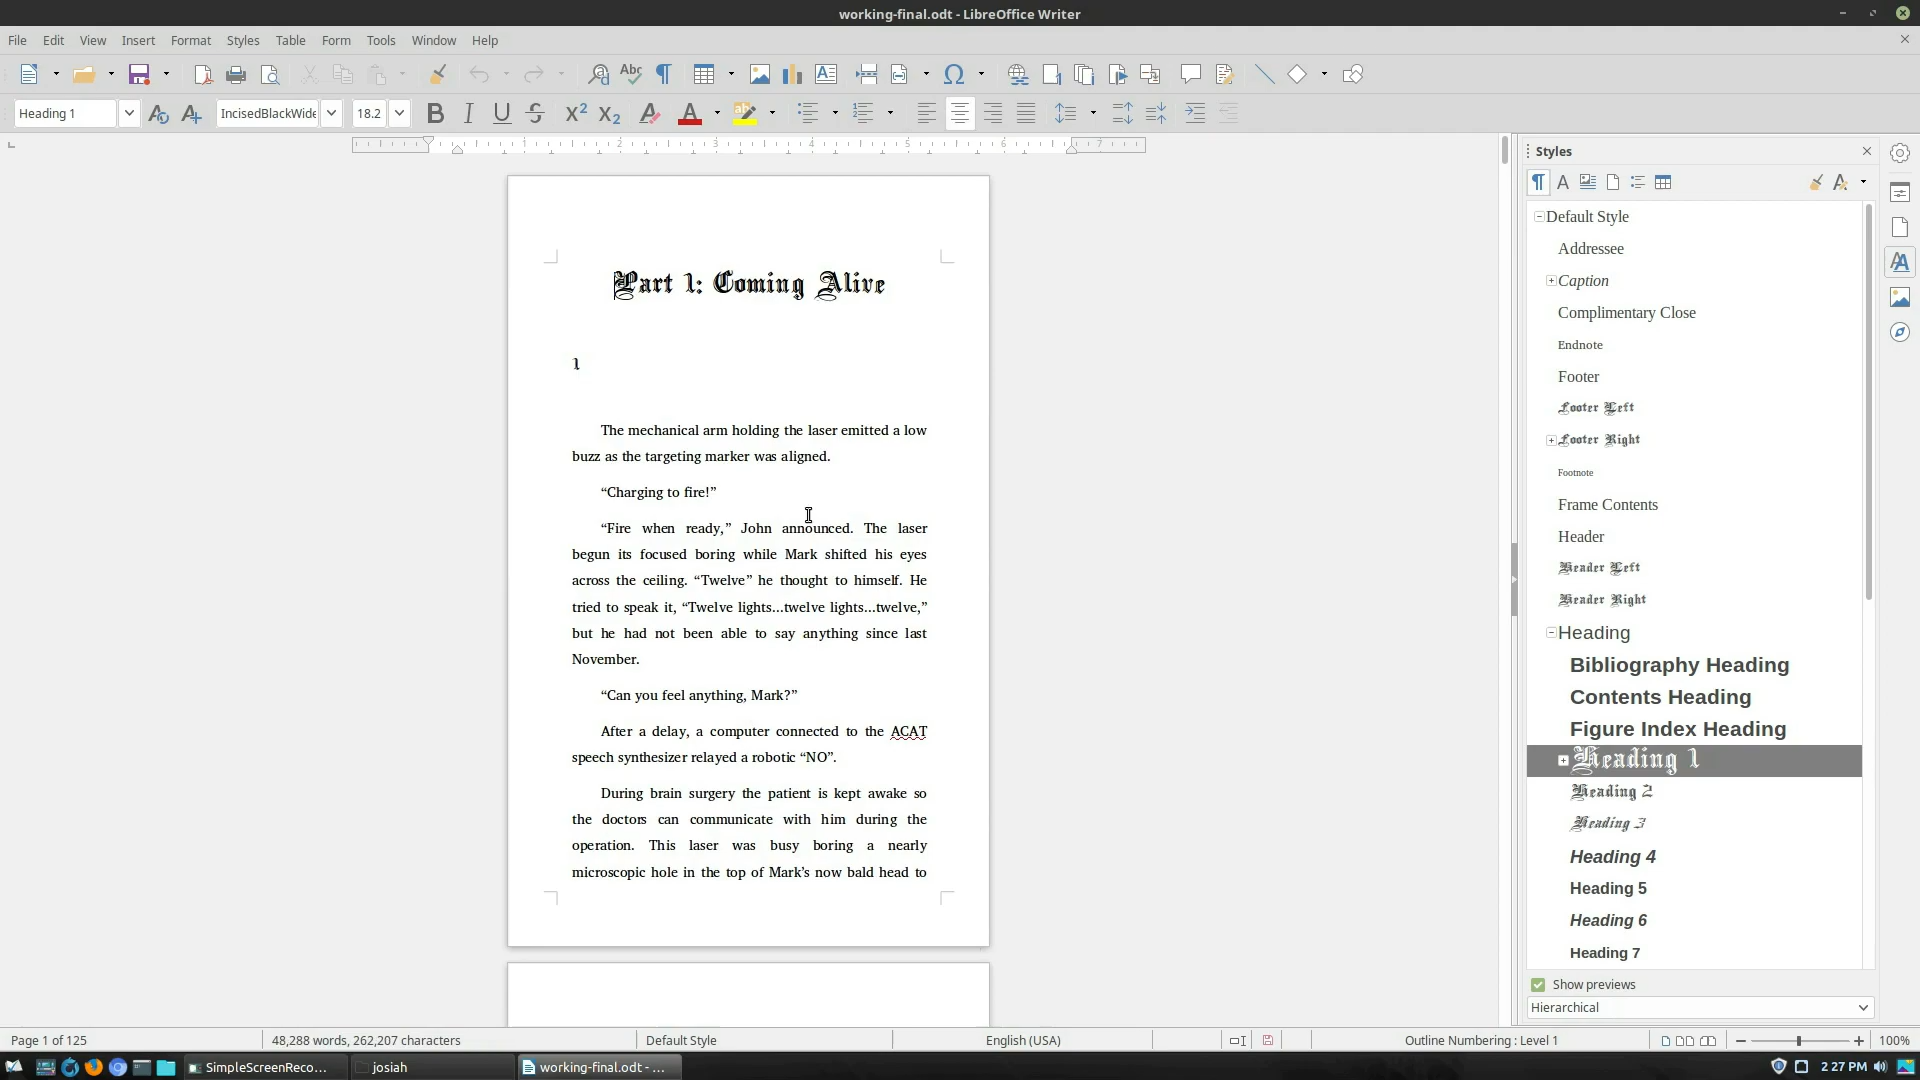 working-final.odt - LibreOffice Writer
File Edit View Insert Format Styles Table Form Tools Window Help
Heading 1
IncisedBlackWide
18.2
Styles
1 2 3 4 5 6 7
Part 1: Coming Alive
1
The mechanical arm holding the laser emitted a low
buzz as the targeting marker was aligned.
“Charging to fire!”
“Fire when ready,” John announced. The laser
begun its focused boring while Mark shifted his eyes
across the ceiling. “Twelve” he thought to himself. He
tried to speak it, “Twelve lights...twelve lights...twelve,”
but he had not been able to say anything since last
November.
“Can you feel anything, Mark?”
After a delay, a computer connected to the ACAT
speech synthesizer relayed a robotic “NO”.
During brain surgery the patient is kept awake so
the doctors can communicate with him during the
operation. This laser was busy boring a nearly
microscopic hole in the top of Mark’s now bald head to
Default Style
Addressee
Caption
Complimentary Close
Endnote
Footer
Footer Left
Footer Right
Footnote
Frame Contents
Header
Header Left
Header Right
Heading
Bibliography Heading
Contents Heading
Figure Index Heading
Heading 1
Heading 2
Heading 3
Heading 4
Heading 5
Heading 6
Heading 7
Show previews
Hierarchical
Page 1 of 125
48,288 words, 262,207 characters
Default Style
English (USA)
Outline Numbering : Level 1
100%
SimpleScreenReco...
josiah
working-final.odt - ...
2:27 PM